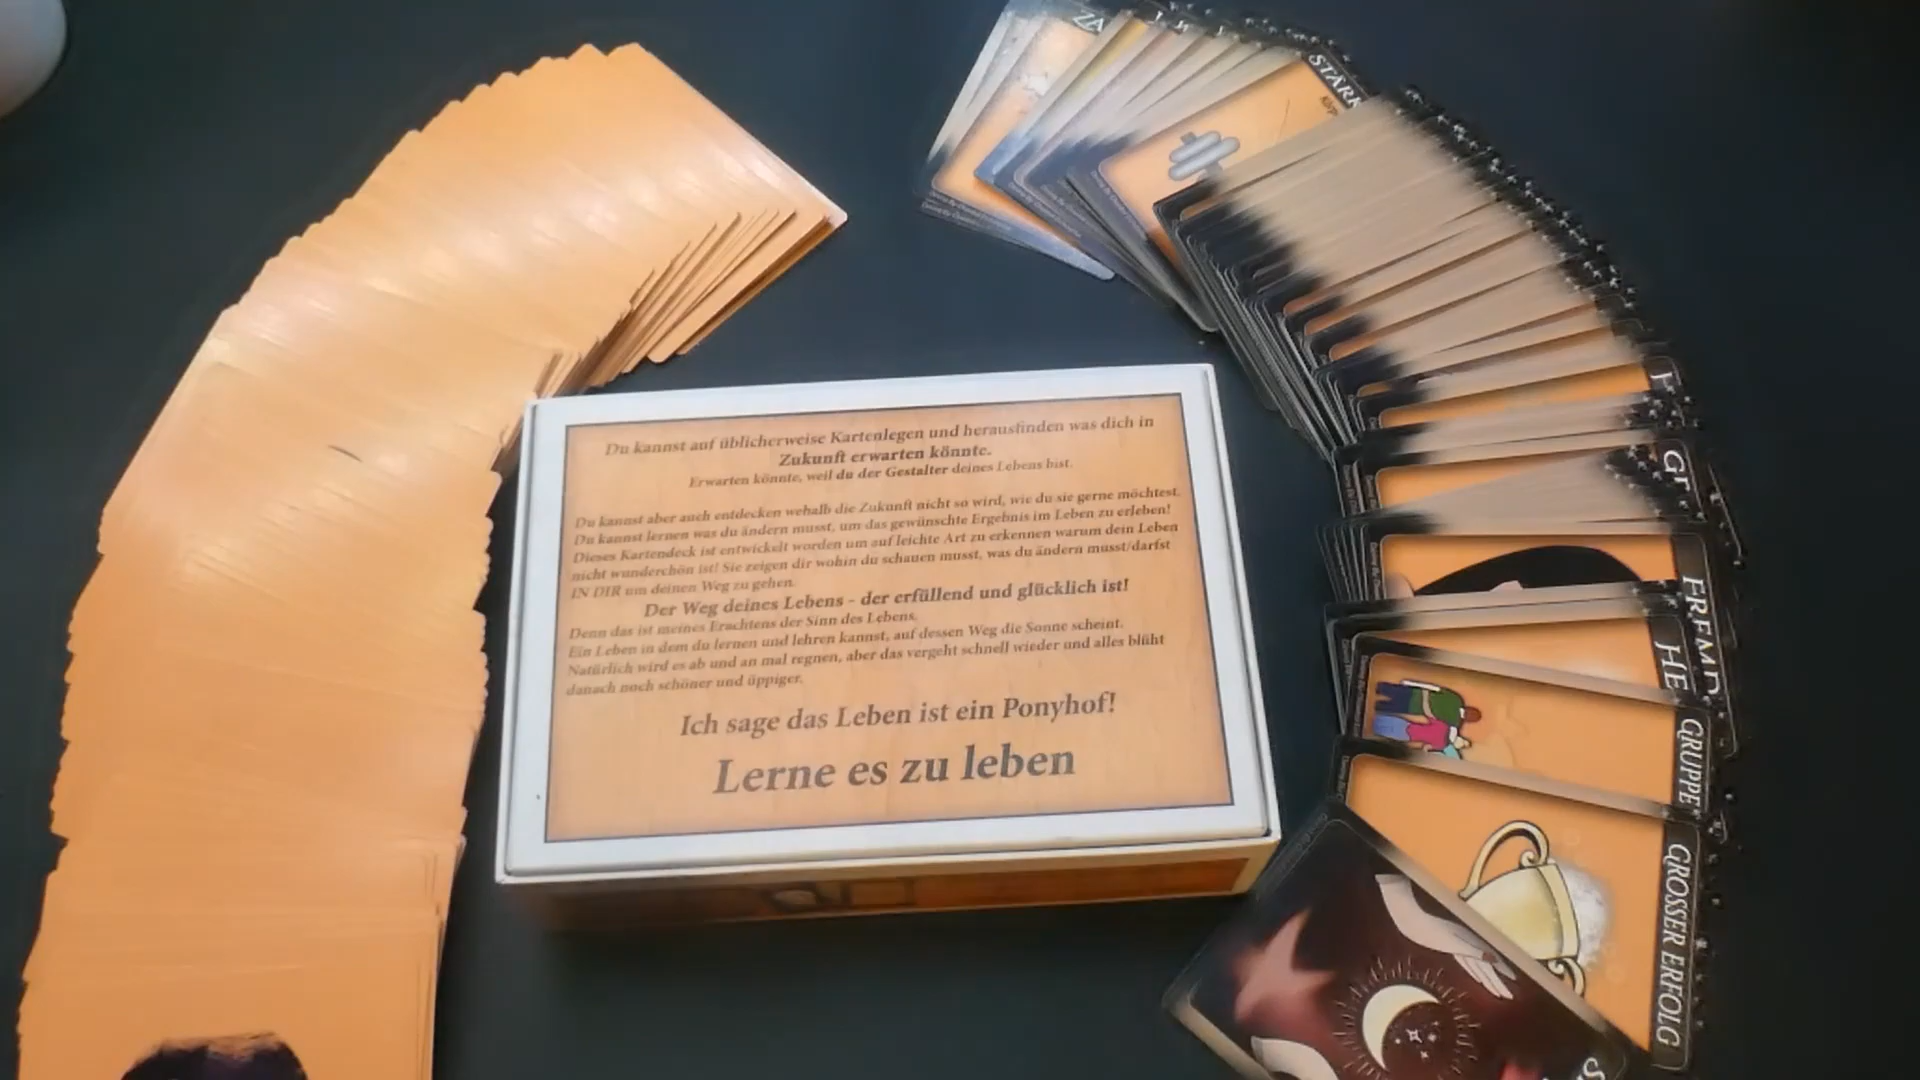 Du kannst auf üblicherweise Kartenlegen und herausfinden was dich in
Zukunft erwarten könnte.
Erwarten könnte, weil du der Gestalter deines Lebens bist.
Du kannst aber auch entdecken wehalb die Zukunft nicht so wird, wie du sie gerne möchtest.
Du kannst lernen was du ändern musst, um das gewünschte Ergebnis im Leben zu erleben!
Dieses Kartendeck ist entwickelt worden um auf leichte Art zu erkennen warum dein Leben
nicht wunderchön ist! Sie zeigen dir wohin du schauen musst, was du ändern musst/darfst
IN DIR um deinen Weg zu gehen.
Der Weg deines Lebens - der erfüllend und glücklich ist!
Denn das ist meines Erachtens der Sinn des Lebens.
Ein Leben in dem du lernen und lehren kannst, auf dessen Weg die Sonne scheint.
Natürlich wird es ab und an mal regnen, aber das vergeht schnell wieder und alles blüht
danach noch schöner und üppiger.
Ich sage das Leben ist ein Ponyhof!
Lerne es zu leben
STÄRK
FREMD
GRUPPE
GROSSER ERFOLG